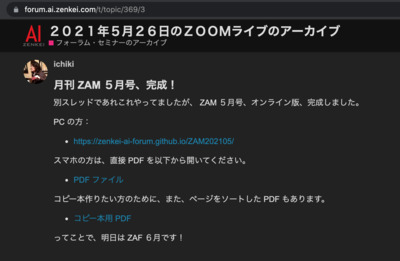 forum.ai.zenkei.com/t/topic/369/3
AI
ZENKEI
２０２１年５月２６日のＺＯＯＭライブのアーカイブ
フォーラム・セミナーのアーカイブ
ichiki
月刊 ZAM ５月号、完成！
別スレッドであれこれやってましたが、 ZAM ５月号、オンライン版、完成しました。
PC の方：
https://zenkei-ai-forum.github.io/ZAM202105/
スマホの方は、直接 PDF を以下から開いてください。
PDF ファイル
コピー本作りたい方のために、また、ページをソートした PDF もあります。
コピー本用 PDF
ってことで、明日は ZAF ６月です！